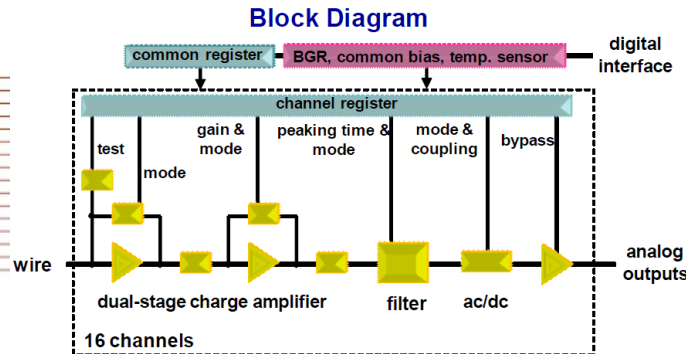 Block Diagram
common register
BGR, common bias, temp. sensor
digital
interface
channel register
test
mode
gain &
mode
peaking time &
mode
mode &
coupling
bypass
wire
analog
outputs
dual-stage charge amplifier
filter
ac/dc
16 channels